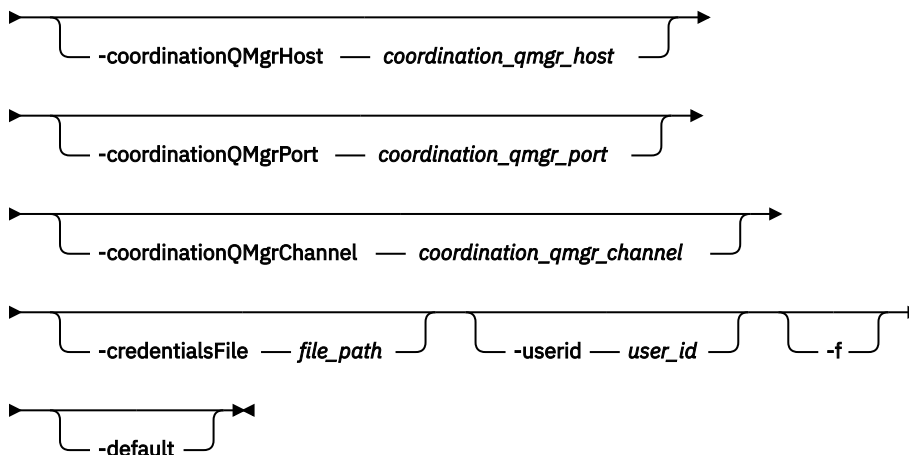 -coordinationQMgrHost coordination_qmgr_host
-coordinationQMgrPort coordination_qmgr_port
-coordinationQMgrChannel coordination_qmgr_channel
-credentialsFile file_path -userid user_id -f
-default